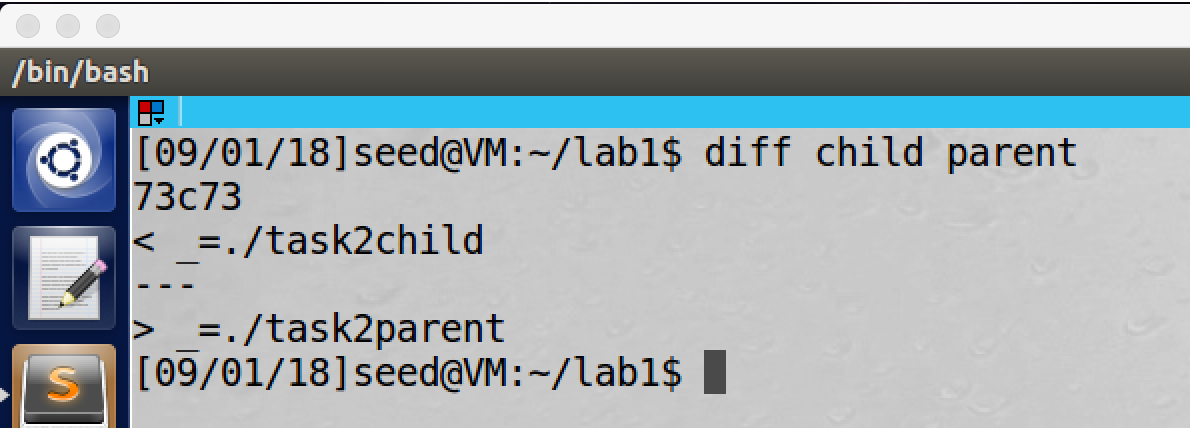 /bin/bash
[09/01/18]seed@VM:~/lab1$ diff child parent
73c73
< _=./task2child
---
> _=./task2parent
[09/01/18]seed@VM:~/lab1$